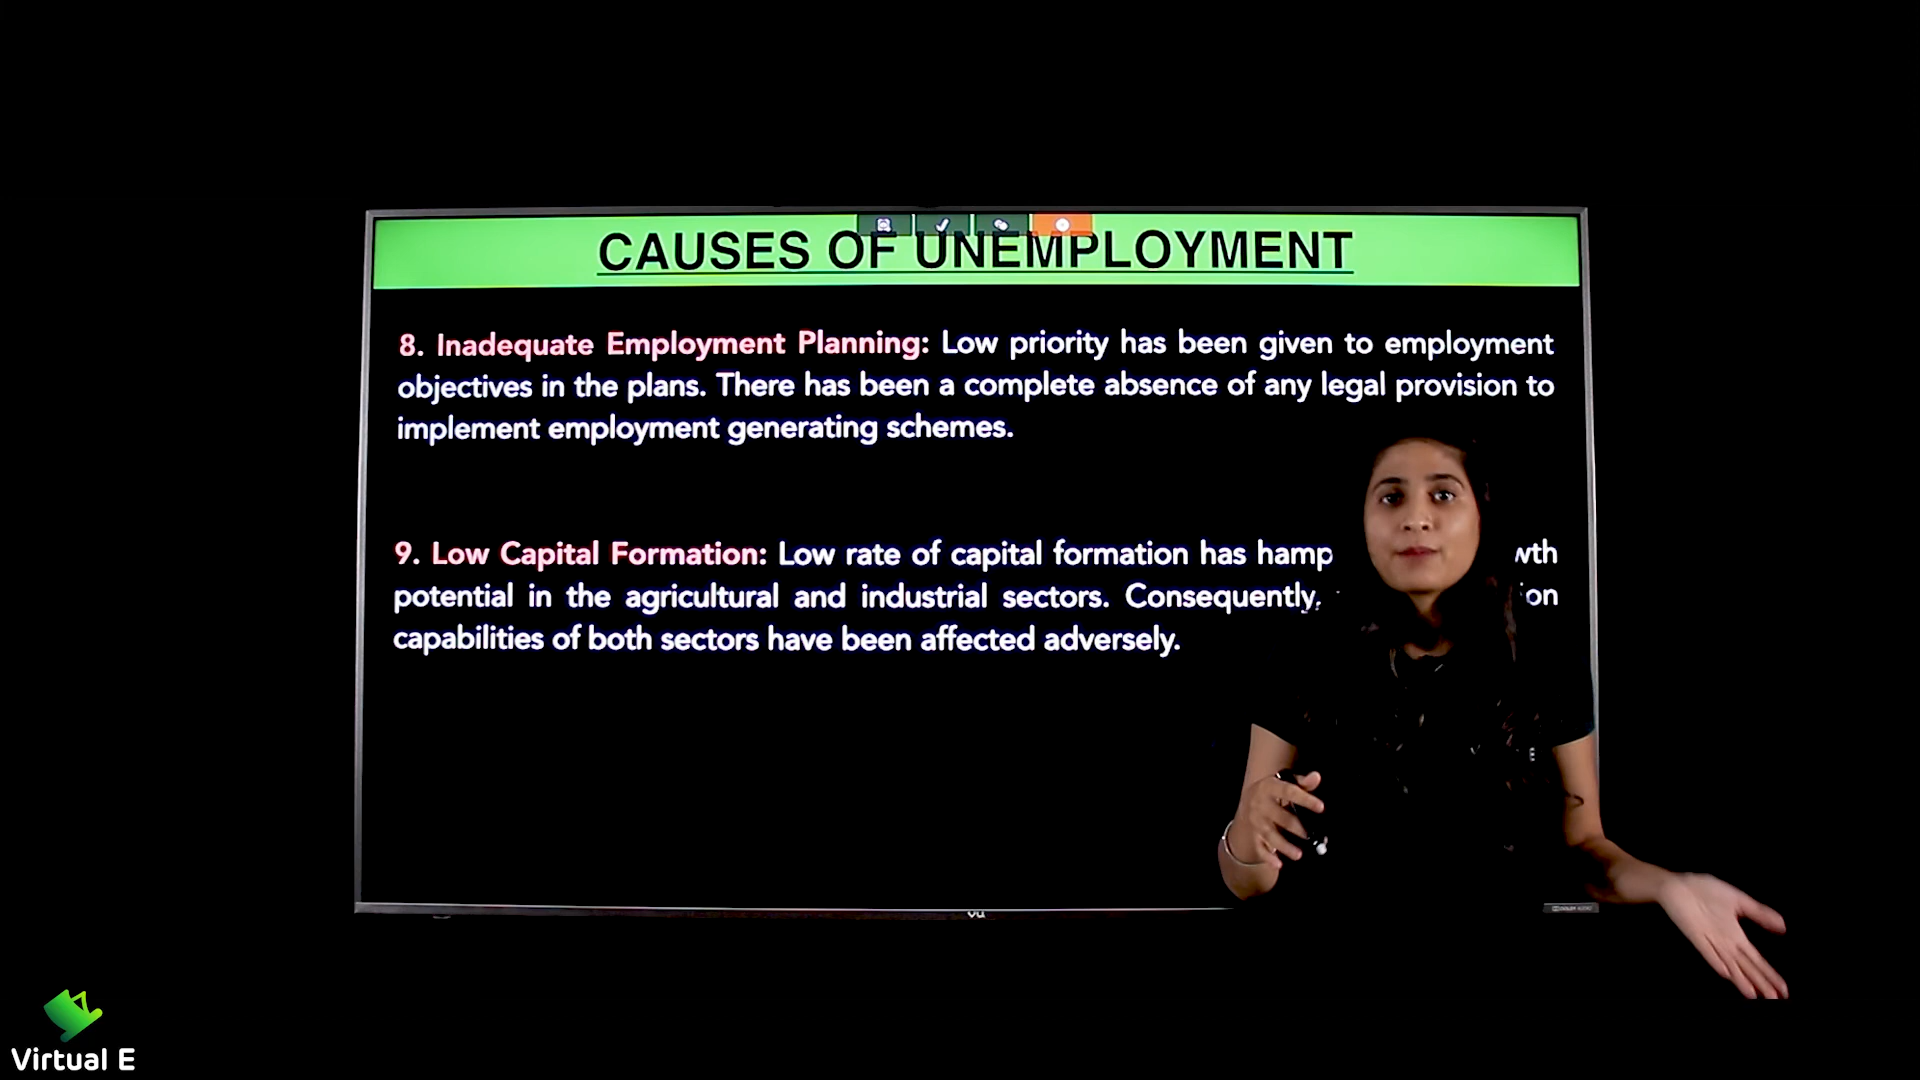 CAUSES OF UNEMPLOYMENT
8. Inadequate Employment Planning: Low priority has been given to employment
objectives in the plans. There has been a complete absence of any legal provision to
implement employment generating schemes.
9. Low Capital Formation: Low rate of capital formation has hamp wth
potential in the agricultural and industrial sectors. Consequently, on
capabilities of both sectors have been affected adversely.
vu
Virtual E